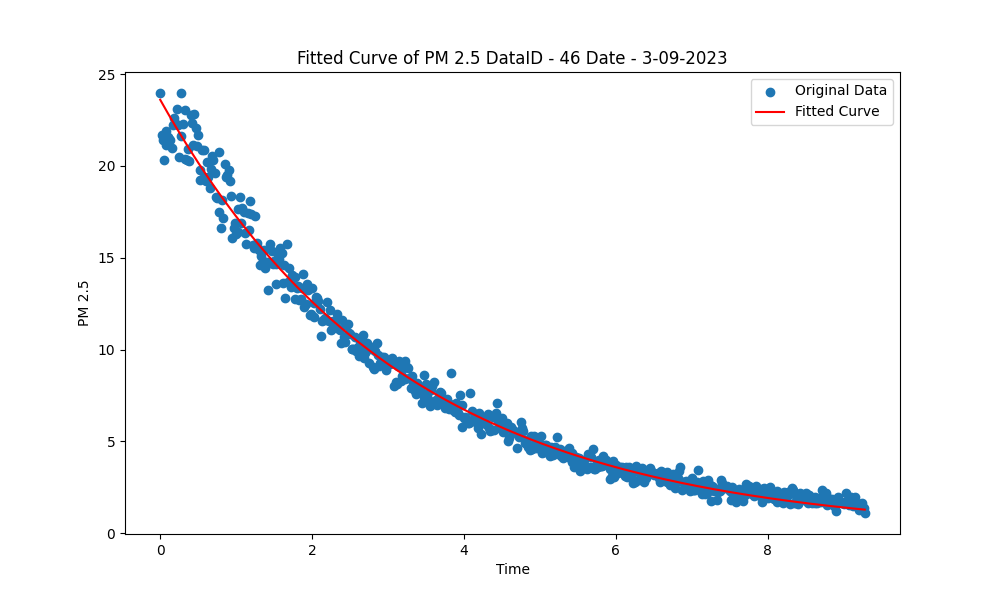 Fitted Curve of PM 2.5 DataID - 46 Date - 3-09-2023
Original Data
Fitted Curve
25
20
15
10
5
0
PM 2.5
0 2 4 6 8
Time